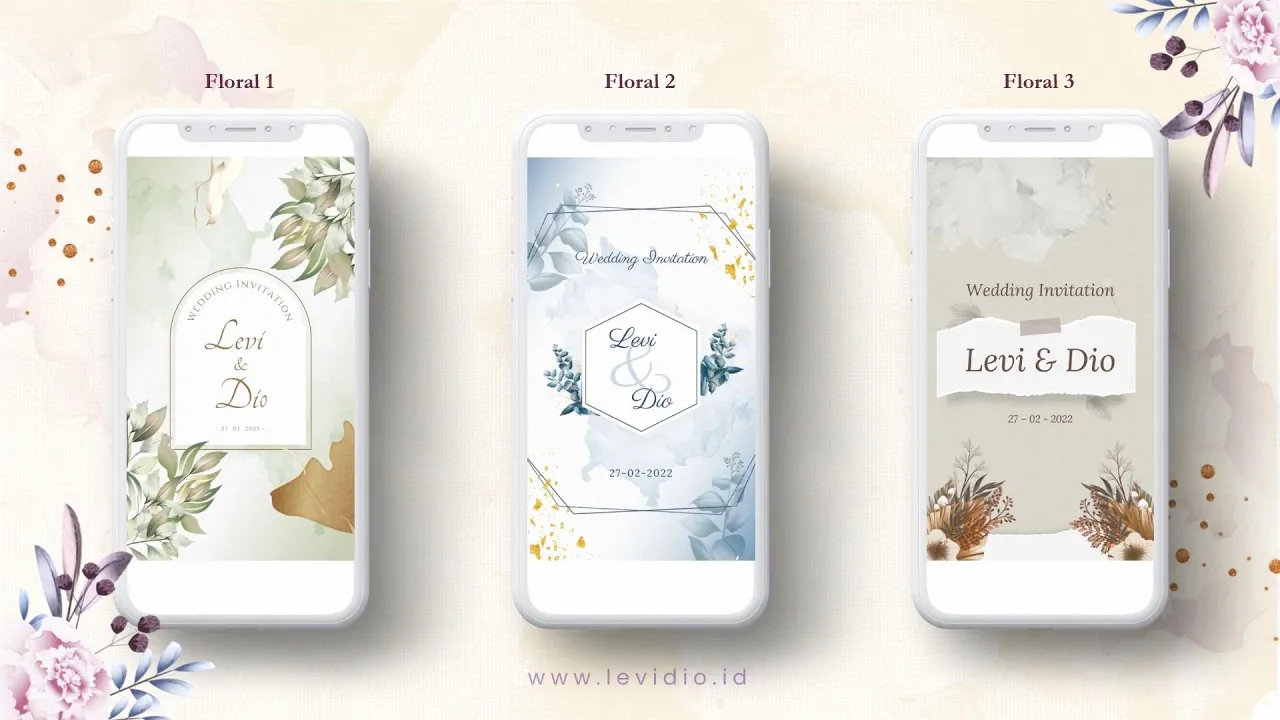 Floral 1
Floral 2
Floral 3
WEDDING INVITATION
Levi
&
Dio
Wedding Invitation
Levi
&
Dio
27-02-2022
Wedding Invitation
Levi & Dio
27 - 02 - 2022
www.levidio.id